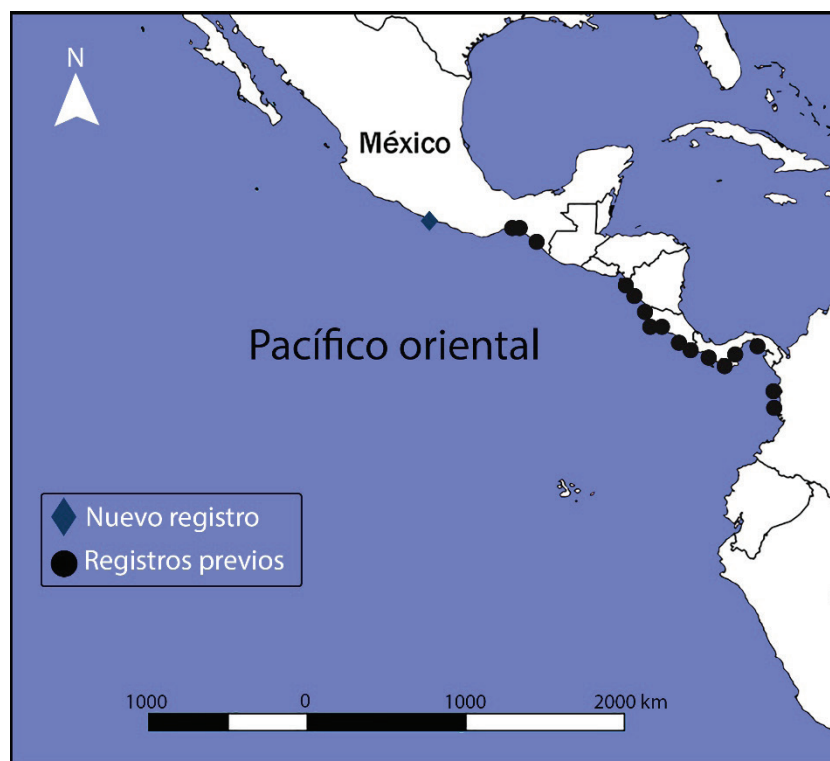 N
México
Pacífico oriental
Nuevo registro
Registros previos
1000 0 1000 2000 km